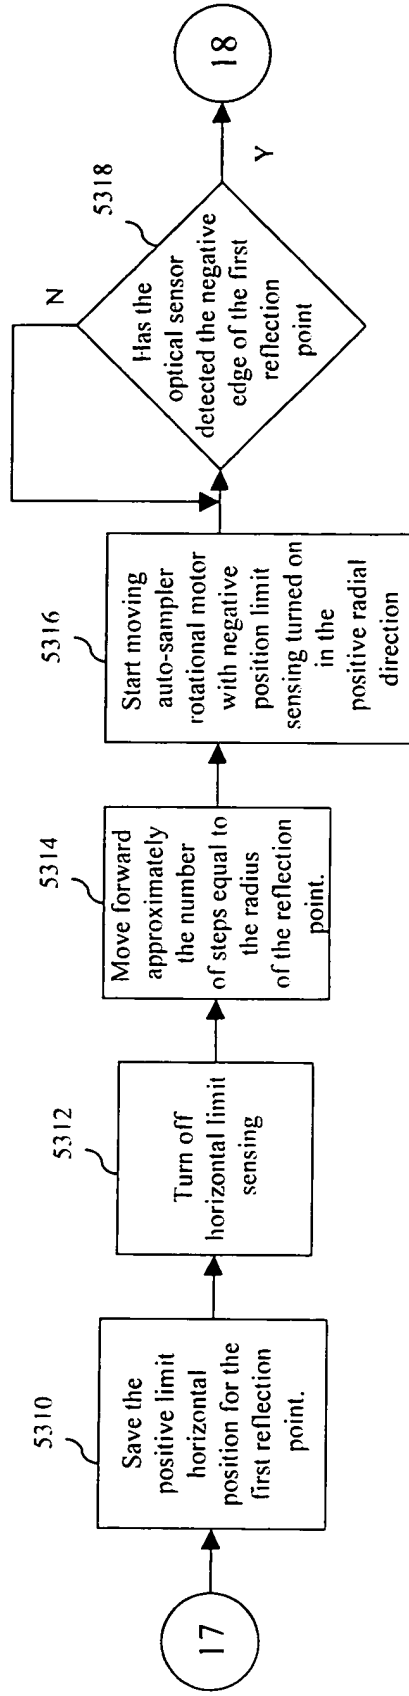 17
5310
Save the
positive limit
horizontal
position for the
first reflection
point.
5312
Turn off
horizontal limit
sensing
5314
Move forward
approximately
the number
of steps equal to
the radius
of the reflection
point.
5316
Start moving
auto-sampler
rotational motor
with negative
position limit
sensing turned on
in the
positive radial
direction
5318
N
Has the
optical sensor
detected the negative
edge of the first
reflection
point
Y
18